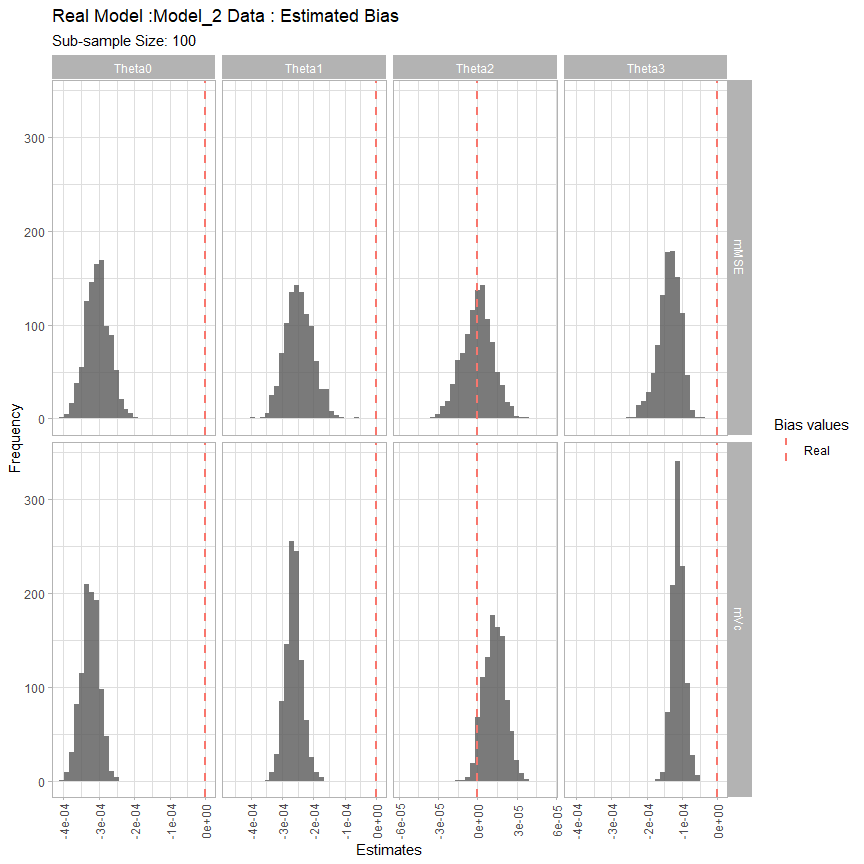 Real Model :Model_2 Data : Estimated Bias
Sub-sample Size: 100
Theta0 Theta1 Theta2 Theta3
300
200
100
0
mMSE
300
200
100
0
mVc
Frequency
-4e-04 -3e-04 -2e-04 -1e-04 0e+00
-4e-04 -3e-04 -2e-04 -1e-04 0e+00
-6e-05 -3e-05 0e+00 3e-05 6e-05
-4e-04 -3e-04 -2e-04 -1e-04 0e+00
Estimates
Bias values
Real